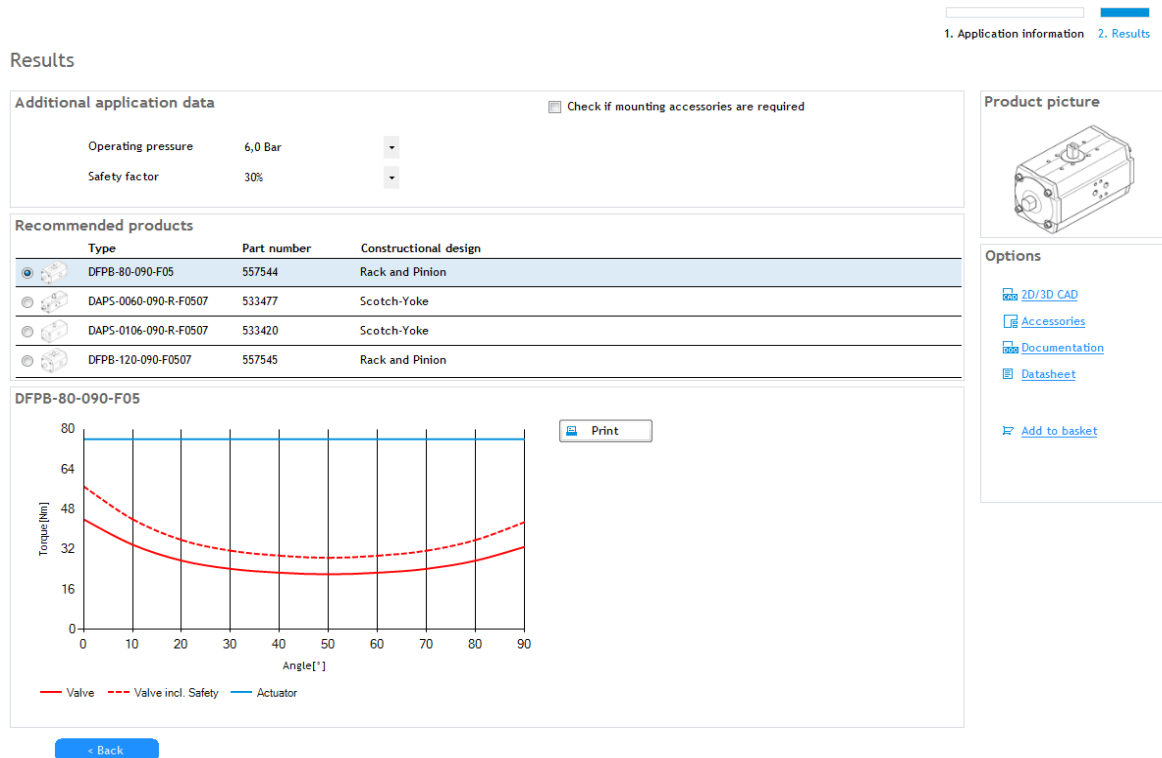 1. Application information 2. Results
Results
Additional application data
Check if mounting accessories are required
Operating pressure 6,0 Bar
Safety factor 30%
Recommended products
Type Part number Constructional design
DFPB-80-090-F05 557544 Rack and Pinion
DAPS-0060-090-R-F0507 533477 Scotch-Yoke
DAPS-0106-090-R-F0507 533420 Scotch-Yoke
DFPB-120-090-F0507 557545 Rack and Pinion
DFPB-80-090-F05
Print
80
64
48
32
16
0
Torque[Nm]
0 10 20 30 40 50 60 70 80 90
Angle[°]
Valve Valve incl. Safety Actuator
< Back
Product picture
Options
CAD 2D/3D CAD
Accessories
DOC Documentation
Datasheet
Add to basket